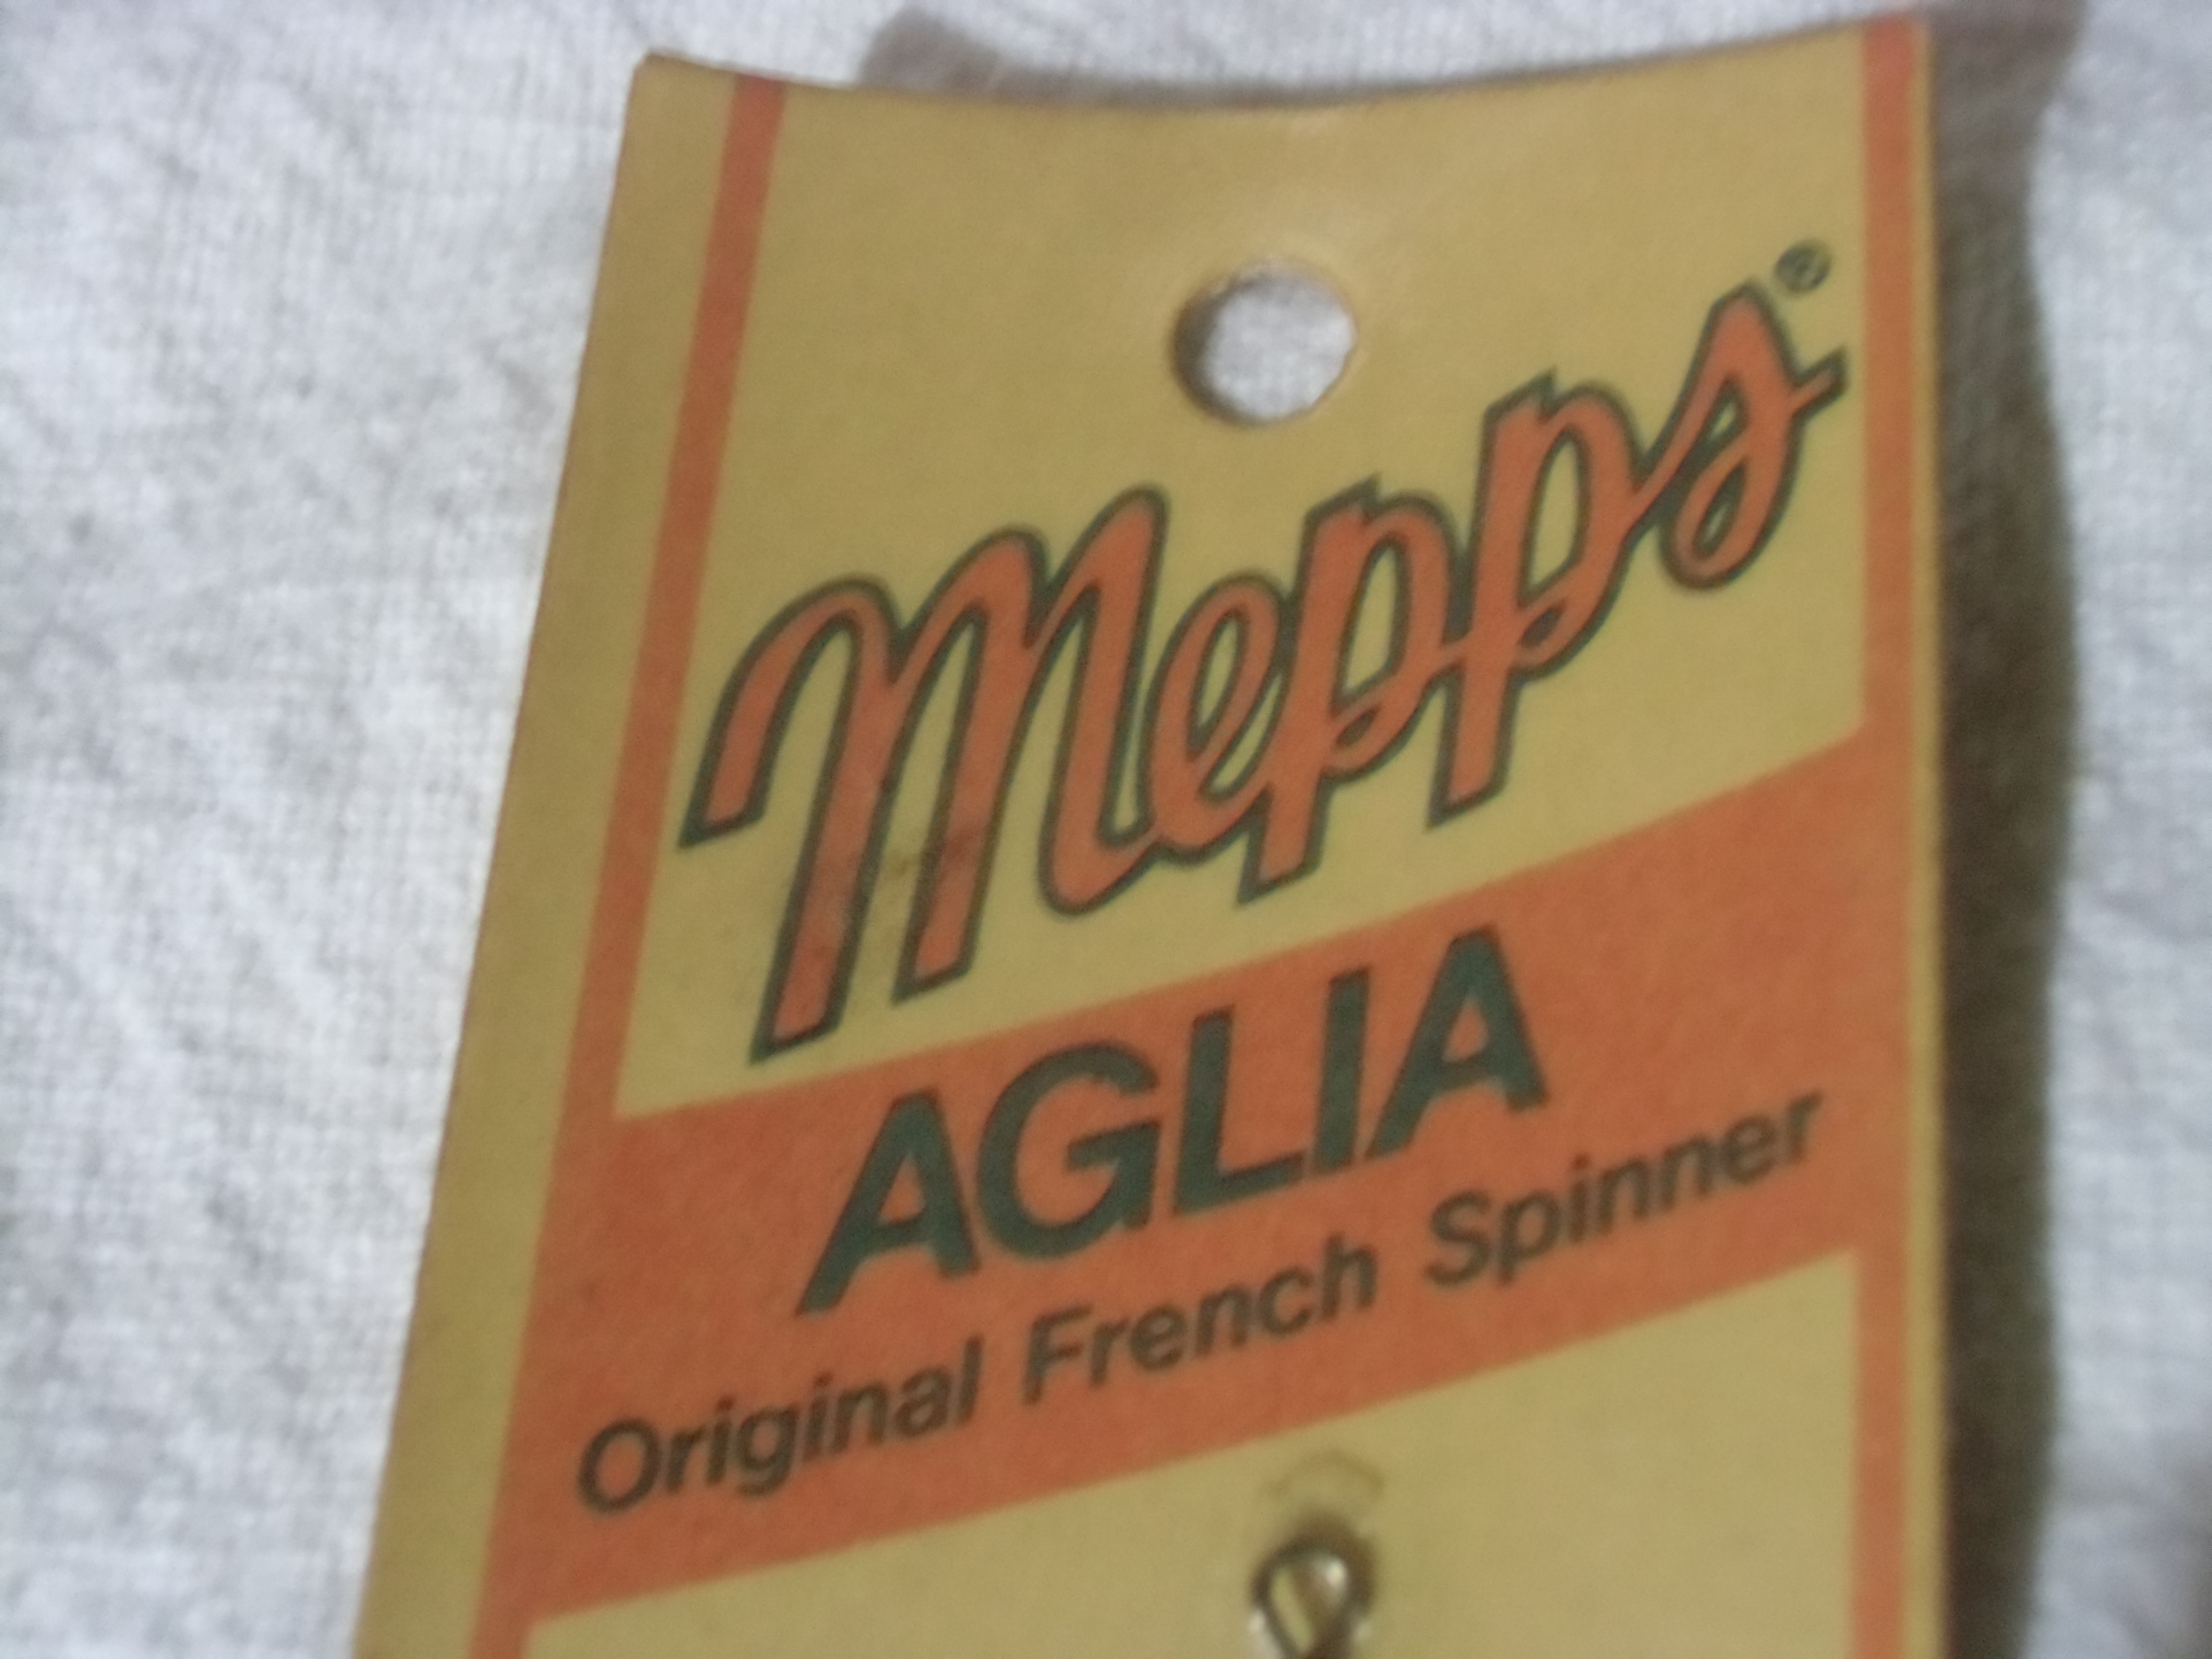 Mepps®
AGLIA
Original French Spinner